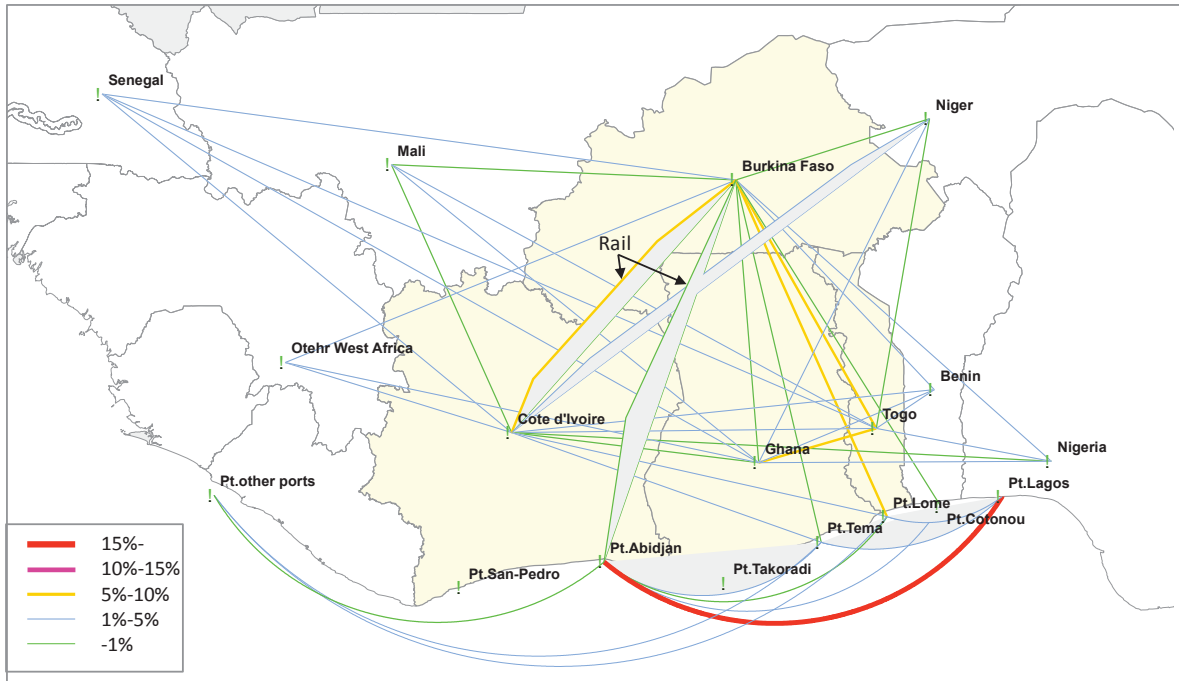 Senegal
Niger
Mali
Burkina Faso
Rail
Otehr West Africa
Benin
Cote d'Ivoire
Togo
Ghana
Nigeria
Pt.other ports
Pt.Lagos
Pt.Lome
Pt.Cotonou
Pt.Tema
Pt.Abidjan
Pt.Takoradi
Pt.San-Pedro
15%-
10%-15%
5%-10%
1%-5%
-1%